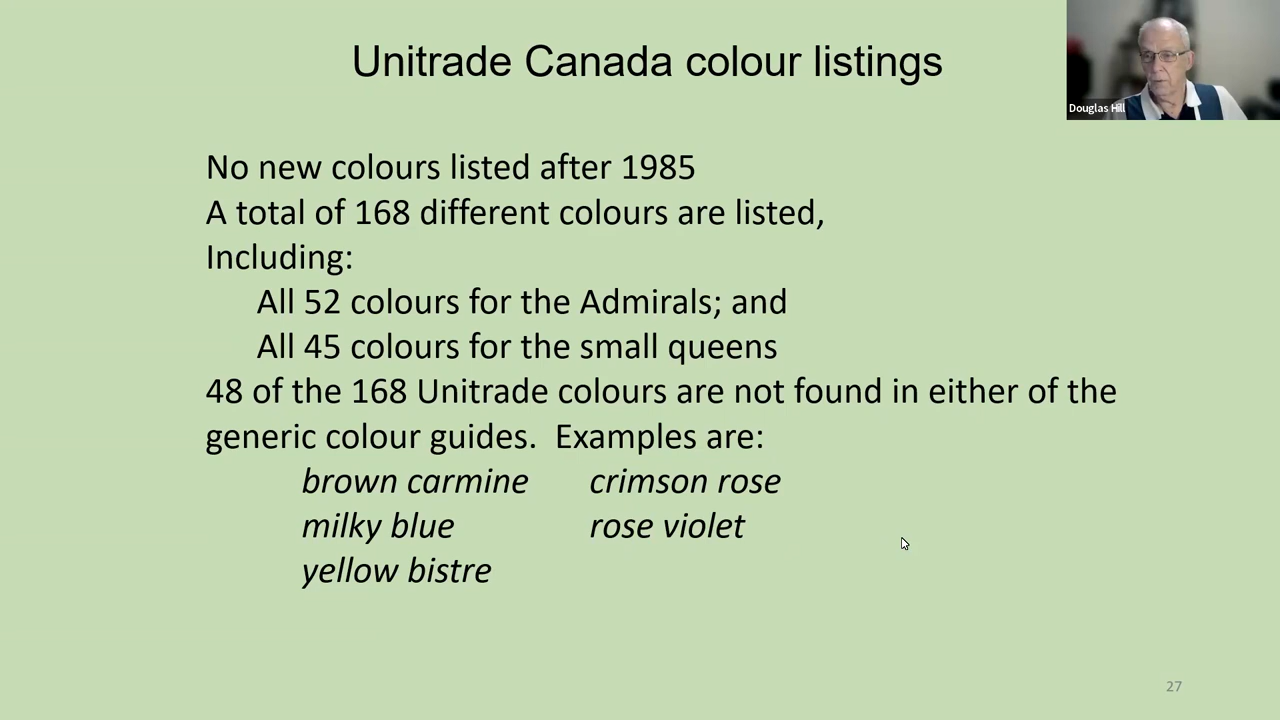 Unitrade Canada colour listings
Douglas Hill
No new colours listed after 1985
A total of 168 different colours are listed,
Including:
All 52 colours for the Admirals; and
All 45 colours for the small queens
48 of the 168 Unitrade colours are not found in either of the
generic colour guides. Examples are:
brown carmine crimson rose
milky blue rose violet
yellow bistre
27